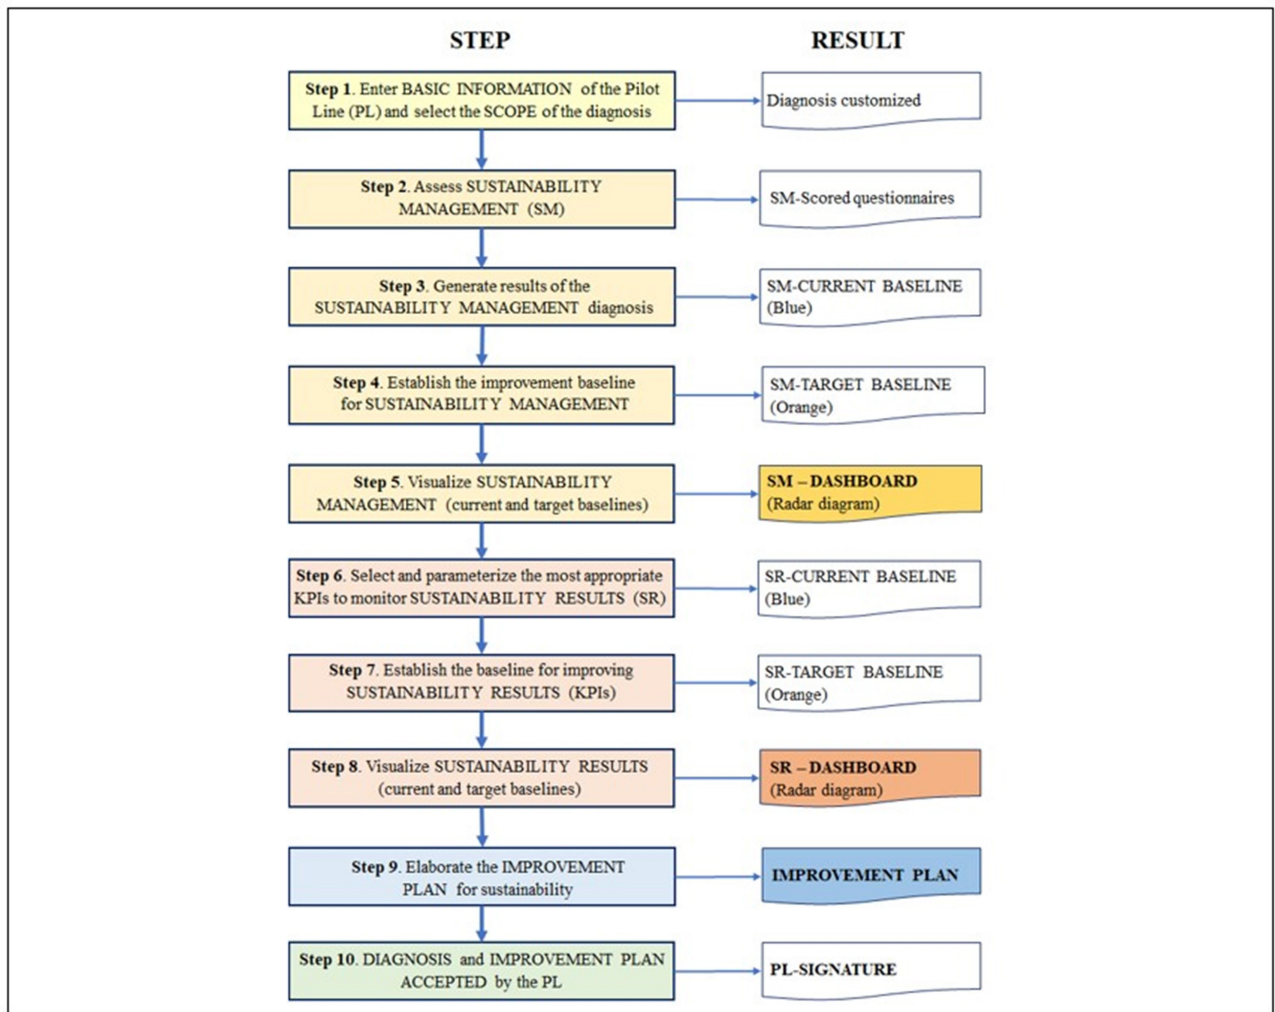 STEP
RESULT
Step 1. Enter BASIC INFORMATION of the Pilot
Line (PL) and select the SCOPE of the diagnosis
Diagnosis customized
Step 2. Assess SUSTAINABILITY
MANAGEMENT (SM)
SM-Scored questionnaires
Step 3. Generate results of the
SUSTAINABILITY MANAGEMENT diagnosis
SM-CURRENT BASELINE
(Blue)
Step 4. Establish the improvement baseline
for SUSTAINABILITY MANAGEMENT
SM-TARGET BASELINE
(Orange)
Step 5. Visualize SUSTAINABILITY
MANAGEMENT (current and target baselines)
SM – DASHBOARD
(Radar diagram)
Step 6. Select and parameterize the most appropriate
KPIs to monitor SUSTAINABILITY RESULTS (SR)
SR-CURRENT BASELINE
(Blue)
Step 7. Establish the baseline for improving
SUSTAINABILITY RESULTS (KPIs)
SR-TARGET BASELINE
(Orange)
Step 8. Visualize SUSTAINABILITY RESULTS
(current and target baselines)
SR – DASHBOARD
(Radar diagram)
Step 9. Elaborate the IMPROVEMENT
PLAN for sustainability
IMPROVEMENT PLAN
Step 10. DIAGNOSIS and IMPROVEMENT PLAN
ACCEPTED by the PL
PL-SIGNATURE